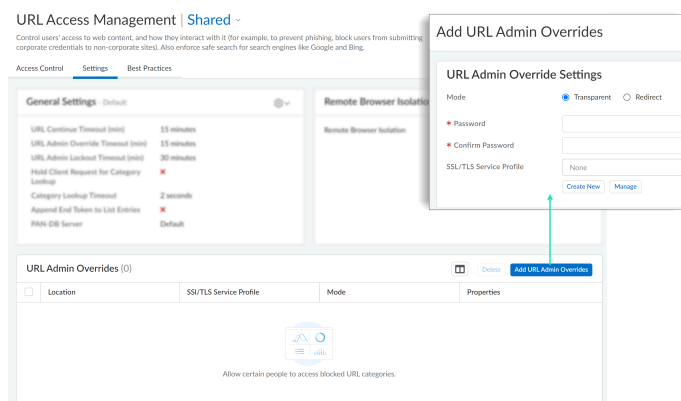 URL Access Management | Shared
Control users' access to web content, and how they interact with it (for example, to prevent phishing, block users from submitting
corporate credentials to non-corporate sites). Also enforce safe search for search engines like Google and Bing.
Access Control Settings Best Practices
General Settings - Default
URL Continue Timeout (min) 15 minutes
URL Admin Override Timeout (min) 15 minutes
URL Admin Lockout Timeout (min) 30 minutes
Hold Client Request for Category
Lookup
Category Lookup Timeout 2 seconds
Append End Token to List Entries
PAN-DB Server Default
Remote Browser Isolatio
Remote Browser Isolation
Add URL Admin Overrides
URL Admin Override Settings
Mode Transparent Redirect
* Password
* Confirm Password
SSL/TLS Service Profile None
Create New Manage
URL Admin Overrides (0)
Delete Add URL Admin Overrides
Location SSl/TLS Service Profile Mode Properties
Allow certain people to access blocked URL categories.